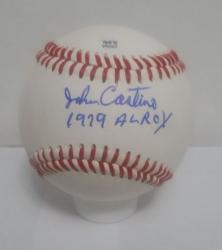 John Castino
1979 AL ROY